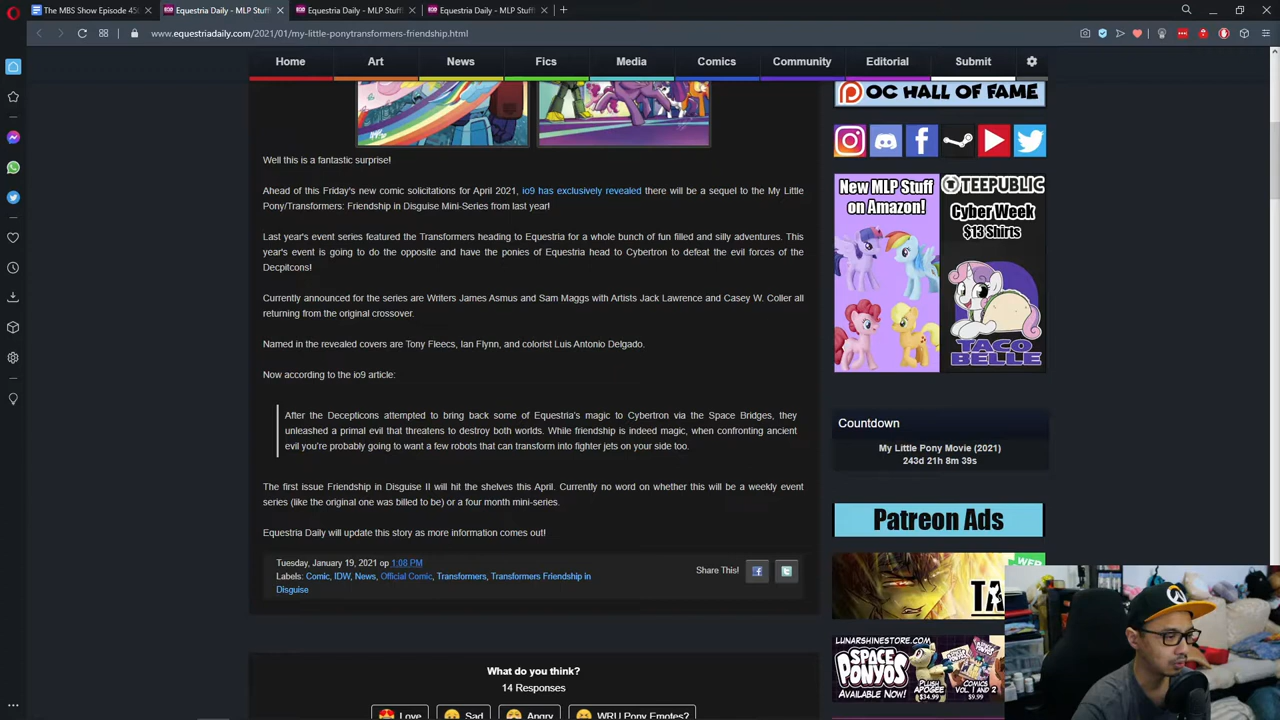 The MBS Show Episode 450
Equestria Daily - MLP Stuff
Equestria Daily - MLP Stuff
Equestria Daily - MLP Stuff
www.equestriadaily.com/2021/01/my-little-ponytransformers-friendship.html
Home
Art
News
Fics
Media
Comics
Community
Editorial
Submit
OC HALL OF FAME
Well this is a fantastic surprise!
Ahead of this Friday's new comic solicitations for April 2021, io9 has exclusively revealed there will be a sequel to the My Little
Pony/Transformers: Friendship in Disguise Mini-Series from last year!
Last year's event series featured the Transformers heading to Equestria for a whole bunch of fun filled and silly adventures. This
year's event is going to do the opposite and have the ponies of Equestria head to Cybertron to defeat the evil forces of the
Decpitcons!
Currently announced for the series are Writers James Asmus and Sam Maggs with Artists Jack Lawrence and Casey W. Coller all
returning from the original crossover.
Named in the revealed covers are Tony Fleecs, Ian Flynn, and colorist Luis Antonio Delgado.
Now according to the io9 article:
After the Decepticons attempted to bring back some of Equestria's magic to Cybertron via the Space Bridges, they
unleashed a primal evil that threatens to destroy both worlds. While friendship is indeed magic, when confronting ancient
evil you're probably going to want a few robots that can transform into fighter jets on your side too.
The first issue Friendship in Disguise II will hit the shelves this April. Currently no word on whether this will be a weekly event
series (like the original one was billed to be) or a four month mini-series.
Equestria Daily will update this story as more information comes out!
Tuesday, January 19, 2021 op 1:08 PM
Labels: Comic, IDW, News, Official Comic, Transformers, Transformers Friendship in
Disguise
Share This!
What do you think?
14 Responses
Love
Sad
Angry
WRU Pony Emotes?
New MLP Stuff
on Amazon!
TEEPUBLIC
Cyber Week
$13 Shirts
TACO
BELLE
Countdown
My Little Pony Movie (2021)
243d 21h 8m 39s
Patreon Ads
LUNARSHINESTORE.COM
SPACE
PONYOS
AVAILABLE NOW!
PLUSH
APOGEE
$34.99
COMICS
VOL. 1 AND 2
$9.99